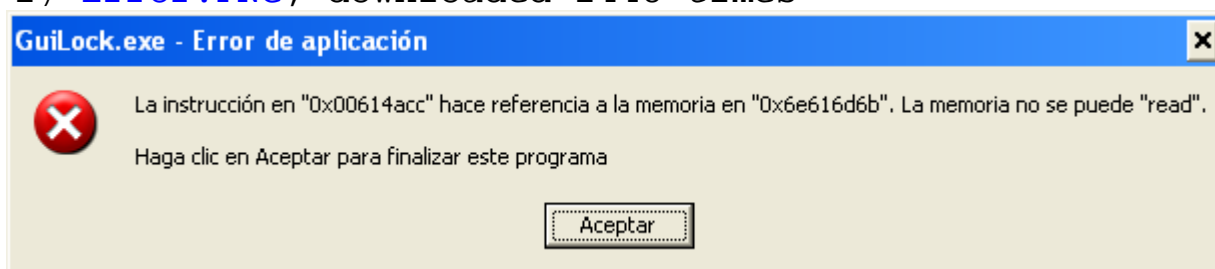 GuiLock.exe - Error de aplicación
La instrucción en "0x00614acc" hace referencia a la memoria en "0x6e616d6b". La memoria no se puede "read".
Haga clic en Aceptar para finalizar este programa
Aceptar